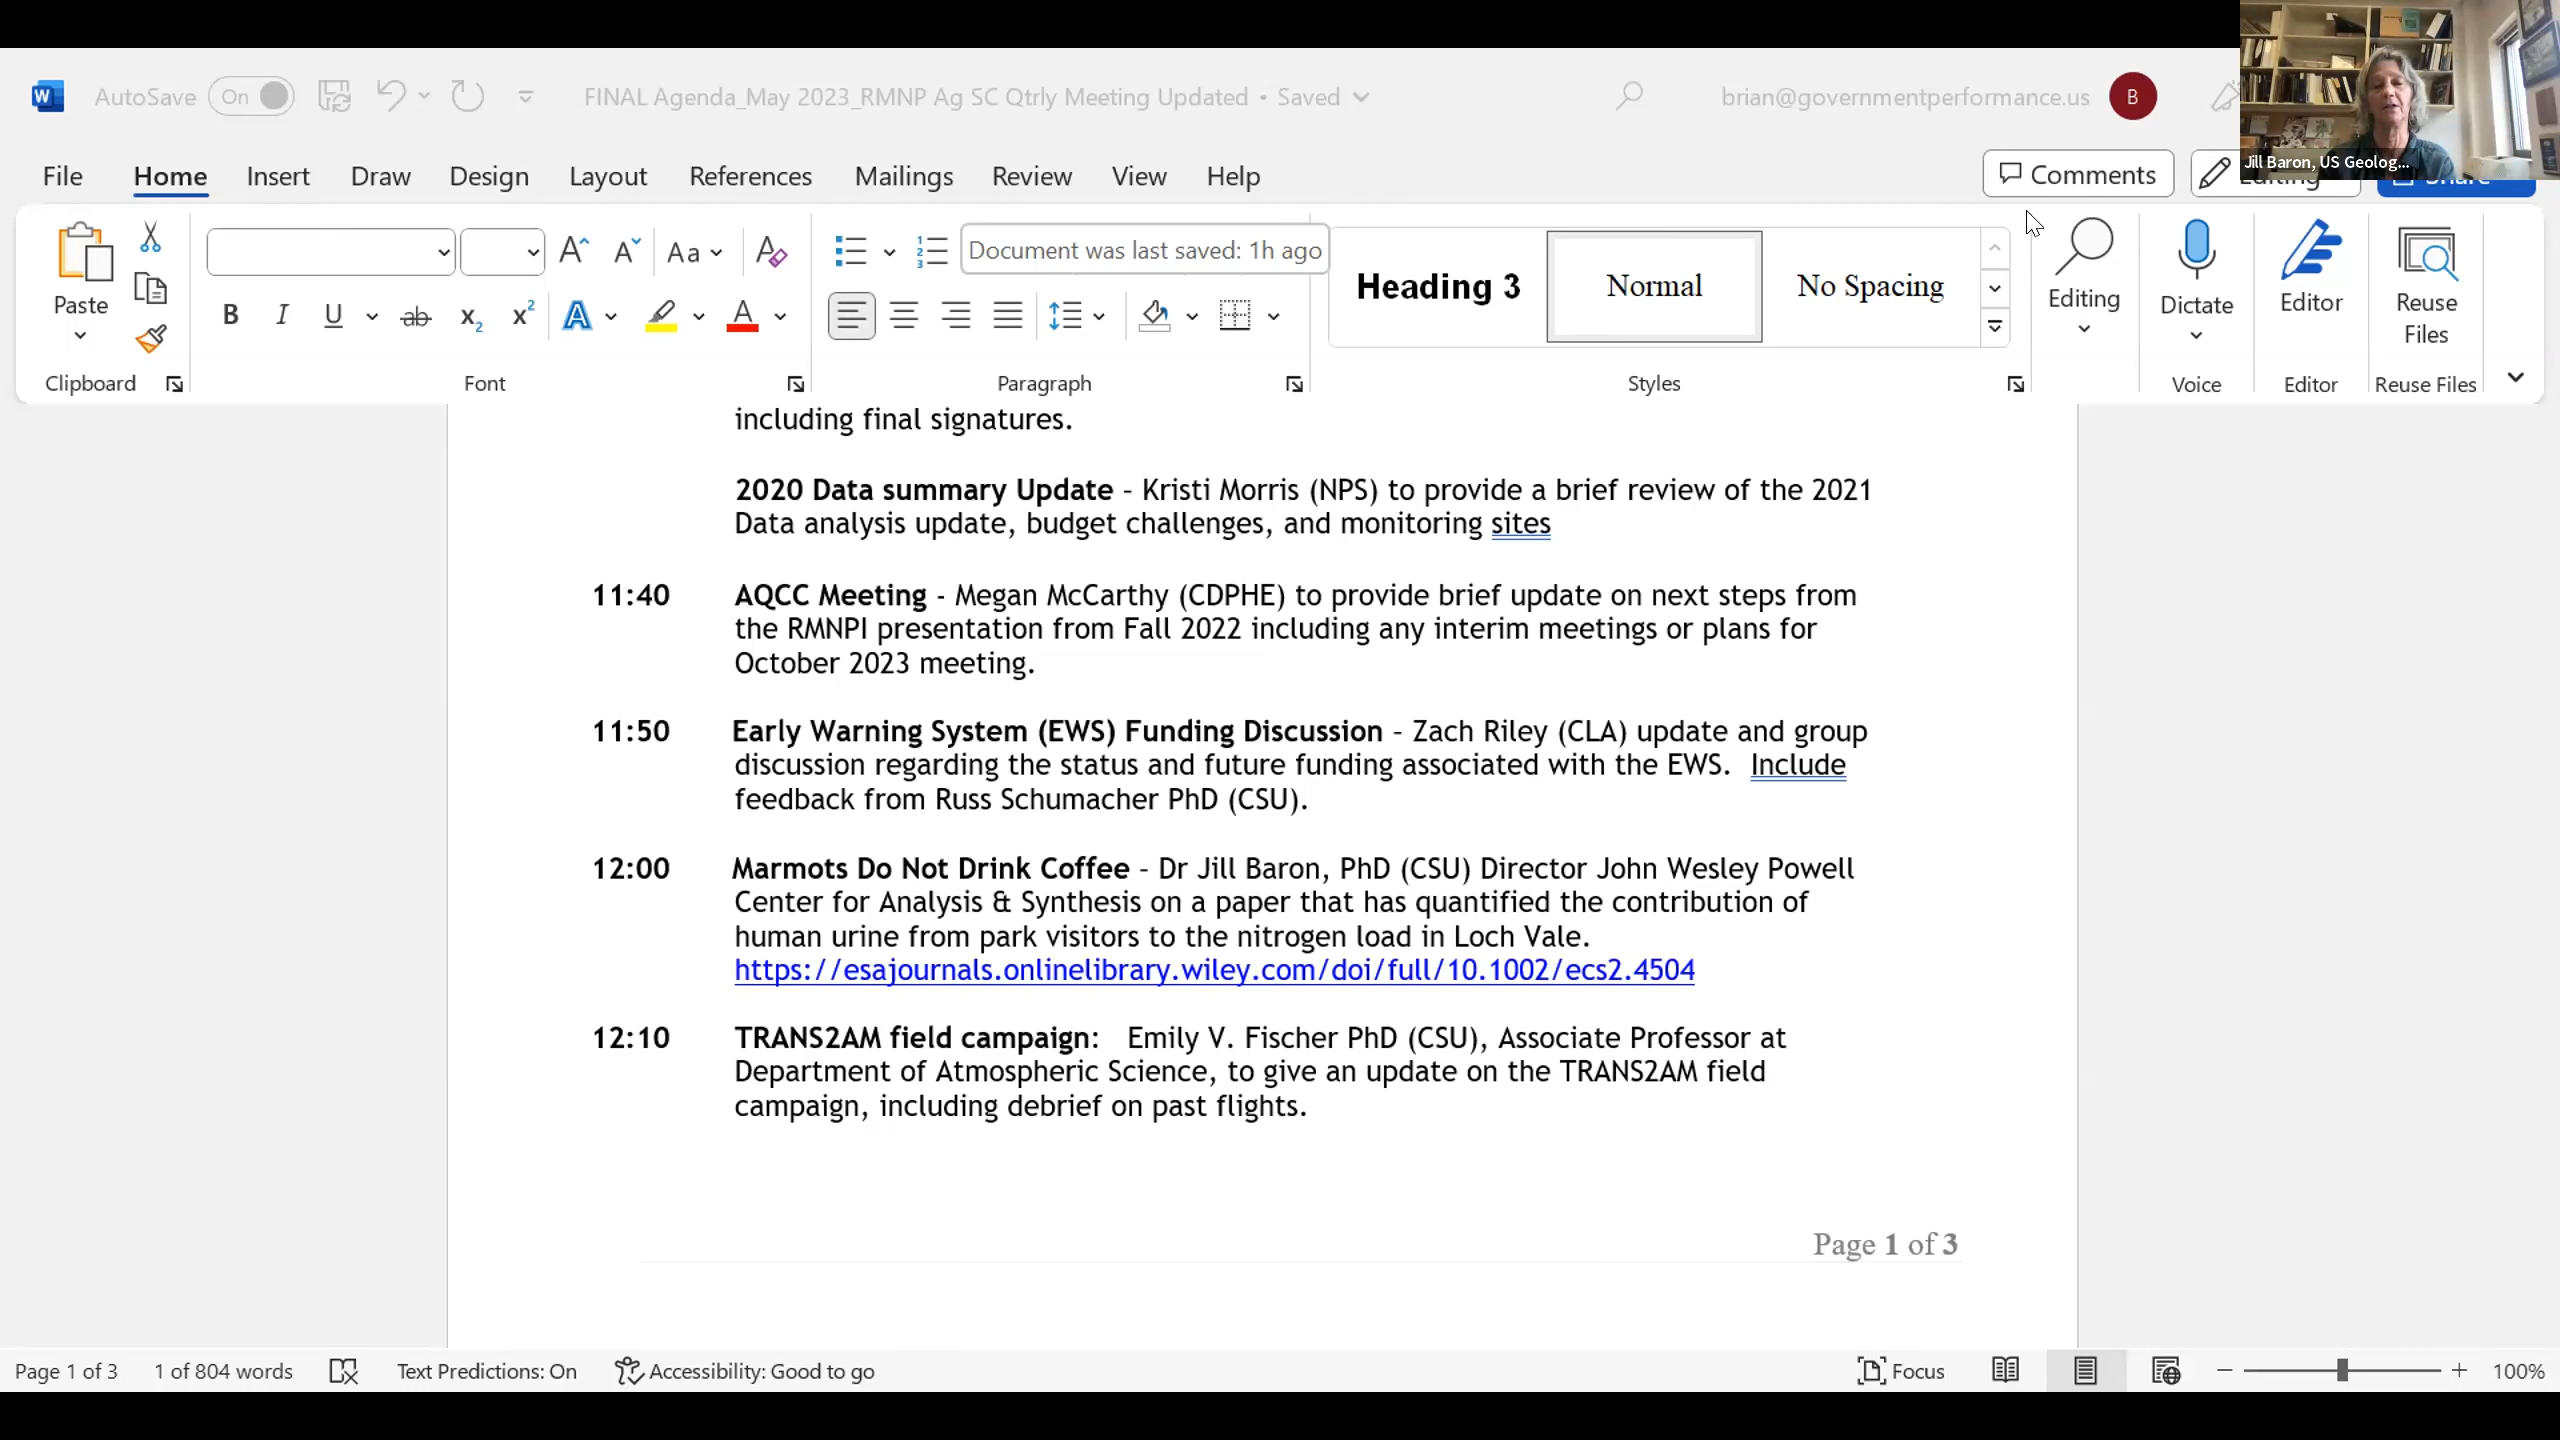 AutoSave On FINAL Agenda_May 2023_RMNP Ag SC Qtrly Meeting Updated • Saved brian@governmentperformance.us B
Jill Baron, US Geolog...
File Home Insert Draw Design Layout References Mailings Review View Help Comments Editing Share
Document was last saved: 1h ago
Paste
Heading 3 Normal No Spacing
Editing Dictate Editor Reuse Files
Clipboard Font Paragraph Styles Voice Editor Reuse Files
including final signatures.
2020 Data summary Update - Kristi Morris (NPS) to provide a brief review of the 2021
Data analysis update, budget challenges, and monitoring sites
11:40 AQCC Meeting - Megan McCarthy (CDPHE) to provide brief update on next steps from
the RMNPI presentation from Fall 2022 including any interim meetings or plans for
October 2023 meeting.
11:50 Early Warning System (EWS) Funding Discussion - Zach Riley (CLA) update and group
discussion regarding the status and future funding associated with the EWS. Include
feedback from Russ Schumacher PhD (CSU).
12:00 Marmots Do Not Drink Coffee - Dr Jill Baron, PhD (CSU) Director John Wesley Powell
Center for Analysis & Synthesis on a paper that has quantified the contribution of
human urine from park visitors to the nitrogen load in Loch Vale.
https://esajournals.onlinelibrary.wiley.com/doi/full/10.1002/ecs2.4504
12:10 TRANS2AM field campaign: Emily V. Fischer PhD (CSU), Associate Professor at
Department of Atmospheric Science, to give an update on the TRANS2AM field
campaign, including debrief on past flights.
Page 1 of 3
Page 1 of 3 1 of 804 words Text Predictions: On Accessibility: Good to go Focus 100%